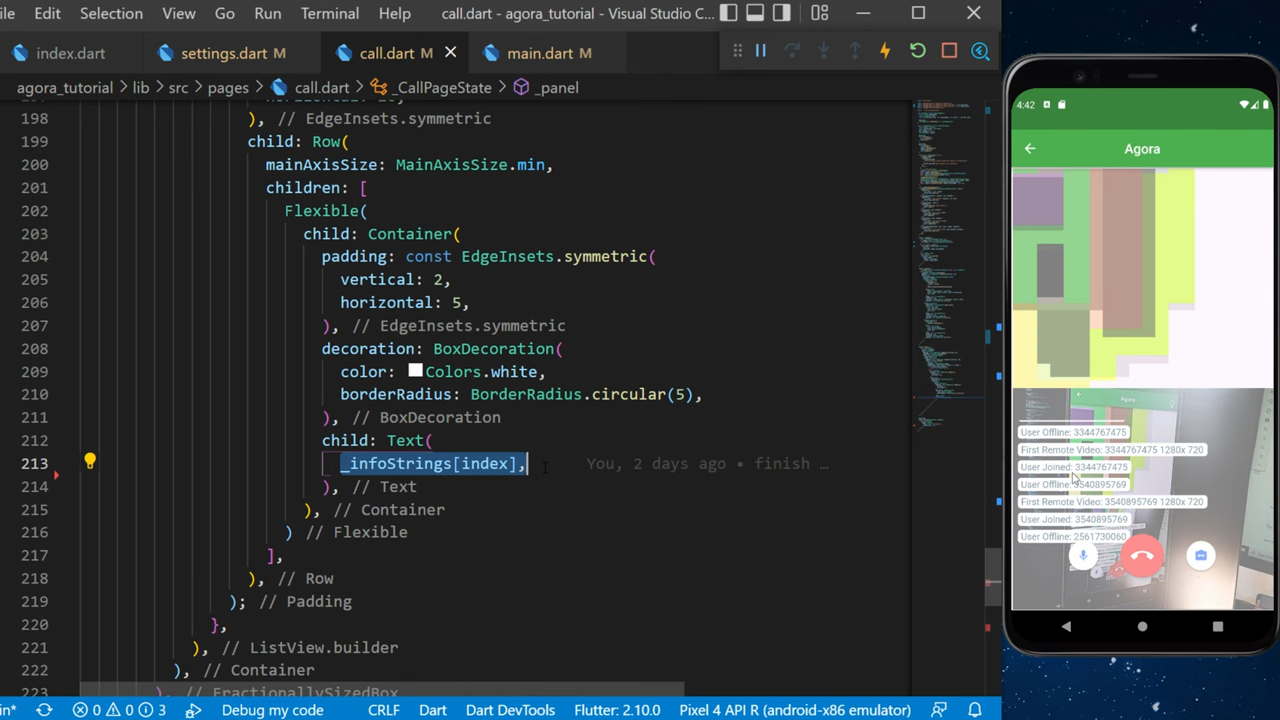 Edit Selection View Go Run Terminal Help call.dart - agora_tutorial - Visual Studio C...
index.dart settings.dart M call.dart M main.dart M
agora_tutorial > lib > src > pages > call.dart > _CallPageState > _panel
198 ), // EdgeInsets.symmetric
199 child: Row(
200 mainAxisSize: MainAxisSize.min,
201 children: [
202 Flexible(
203 child: Container(
204 padding: const EdgeInsets.symmetric(
205 vertical: 2,
206 horizontal: 5,
207 ), // EdgeInsets.symmetric
208 decoration: BoxDecoration(
209 color: Colors.white,
210 borderRadius: BorderRadius.circular(5),
211 ), // BoxDecoration
212 child: Text(
213 _infoStrings[index], You, 2 days ago • finish …
214 ), // Text
215 ), // Container
216 ) // Flexible
217 ],
218 ), // Row
219 ); // Padding
220 },
221 ), // ListView.builder
222 ), // Container
223 ), // FractionallySizedBox
in* 0 0 3 Debug my code CRLF Dart Dart DevTools Flutter: 2.10.0 Pixel 4 API R (android-x86 emulator)
4:42
Agora
Agora
User Offline: 3344767475
First Remote Video: 3344767475 1280x 720
User Joined: 3344767475
User Offline: 3540895769
First Remote Video: 3540895769 1280x 720
User Joined: 3540895769
User Offline: 2561730060